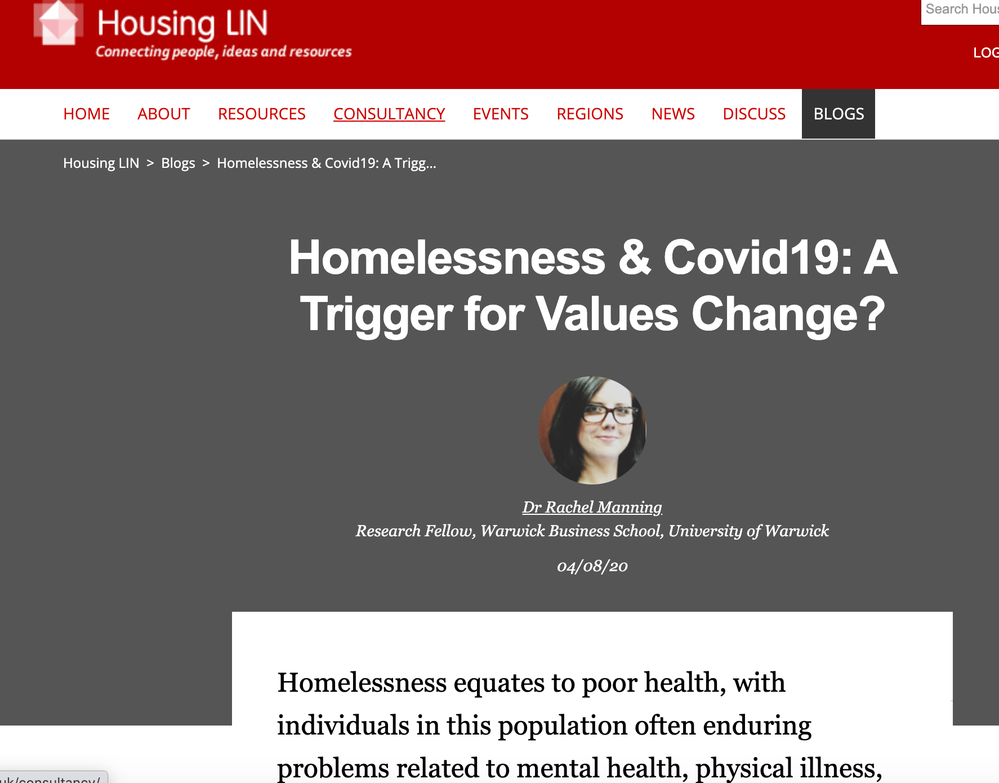 Search Hous
Housing LIN
Connecting people, ideas and resources
LOG
HOME ABOUT RESOURCES CONSULTANCY EVENTS REGIONS NEWS DISCUSS BLOGS
Housing LIN > Blogs > Homelessness & Covid19: A Trigg...
Homelessness & Covid19: A
Trigger for Values Change?
Dr Rachel Manning
Research Fellow, Warwick Business School, University of Warwick
04/08/20
Homelessness equates to poor health, with
individuals in this population often enduring
problems related to mental health, physical illness,
uk/consultancy/